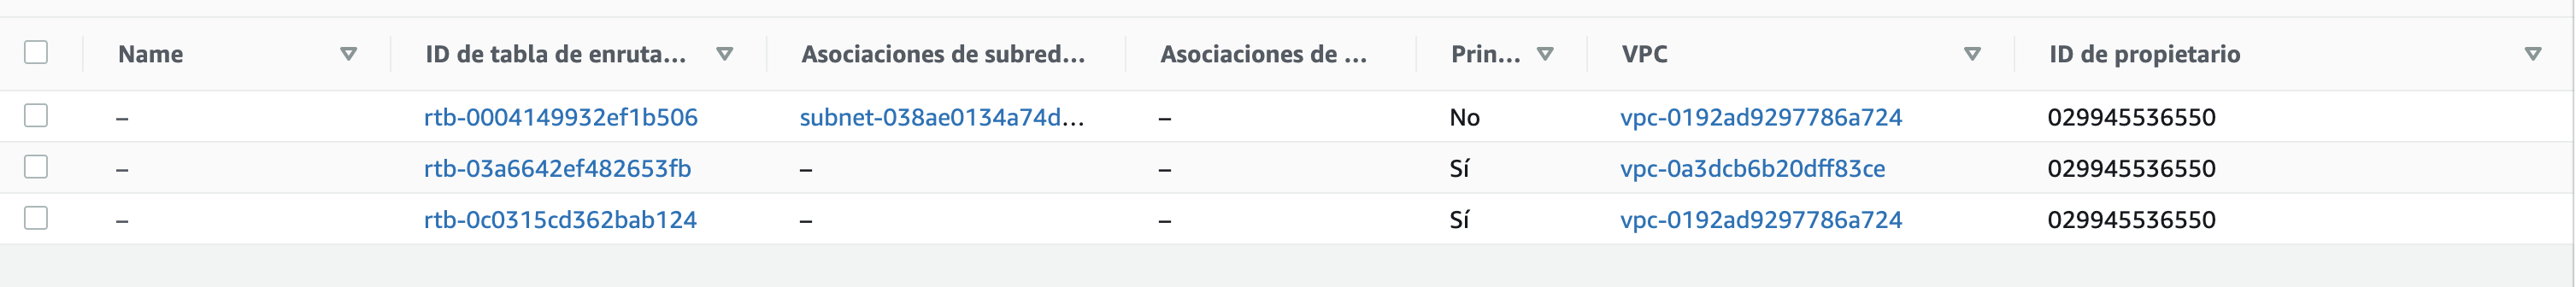 Name ID de tabla de enruta... Asociaciones de subred... Asociaciones de ... Prin... VPC ID de propietario
– rtb-0004149932ef1b506 subnet-038ae0134a74d... – No vpc-0192ad9297786a724 029945536550
– rtb-03a6642ef482653fb – – Sí vpc-0a3dcb6b20dff83ce 029945536550
– rtb-0c0315cd362bab124 – – Sí vpc-0192ad9297786a724 029945536550